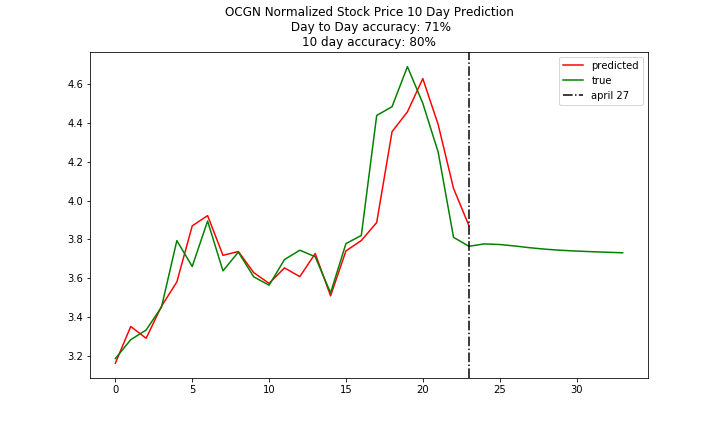 OCGN Normalized Stock Price 10 Day Prediction
Day to Day accuracy: 71%
10 day accuracy: 80%
predicted
true
april 27
4.6
4.4
4.2
4.0
3.8
3.6
3.4
3.2
0 5 10 15 20 25 30